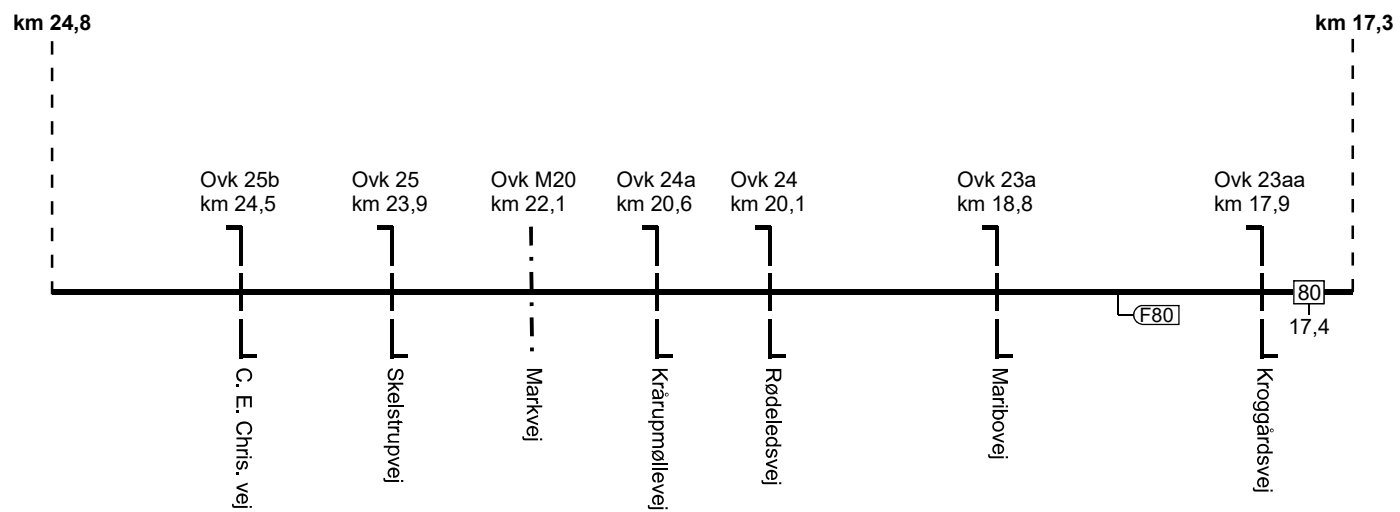 km 24,8
km 17,3
Ovk 25b
km 24,5
Ovk 25
km 23,9
Ovk M20
km 22,1
Ovk 24a
km 20,6
Ovk 24
km 20,1
Ovk 23a
km 18,8
Ovk 23aa
km 17,9
80
F80
17,4
C. E. Chris. vej
Skelstrupvej
Markvej
Krårupmøllevej
Rødeledsvej
Maribovej
Kroggårdsvej